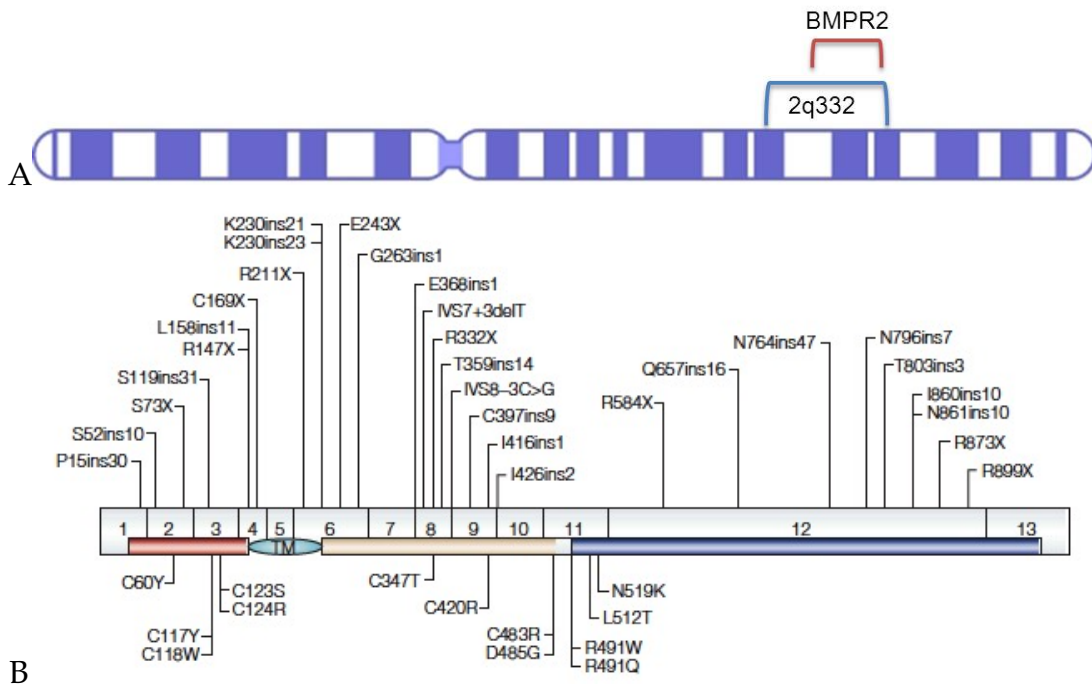 BMPR2
2q332
A
K230ins21
K230ins23
E243X
G263ins1
R211X
E368ins1
C169X
IVS7+3delT
L158ins11
R147X
R332X
T359ins14
S119ins31
IVS8–3C>G
S73X
C397ins9
S52ins10
I416ins1
P15ins30
I426ins2
N764ins47
N796ins7
Q657ins16
T803ins3
R584X
I860ins10
N861ins10
R873X
R899X
1 2 3 4 5 6 7 8 9 10 11 12 13
TM
C60Y
C123S
C124R
C117Y
C118W
C347T
C420R
C483R
D485G
N519K
L512T
R491W
R491Q
B